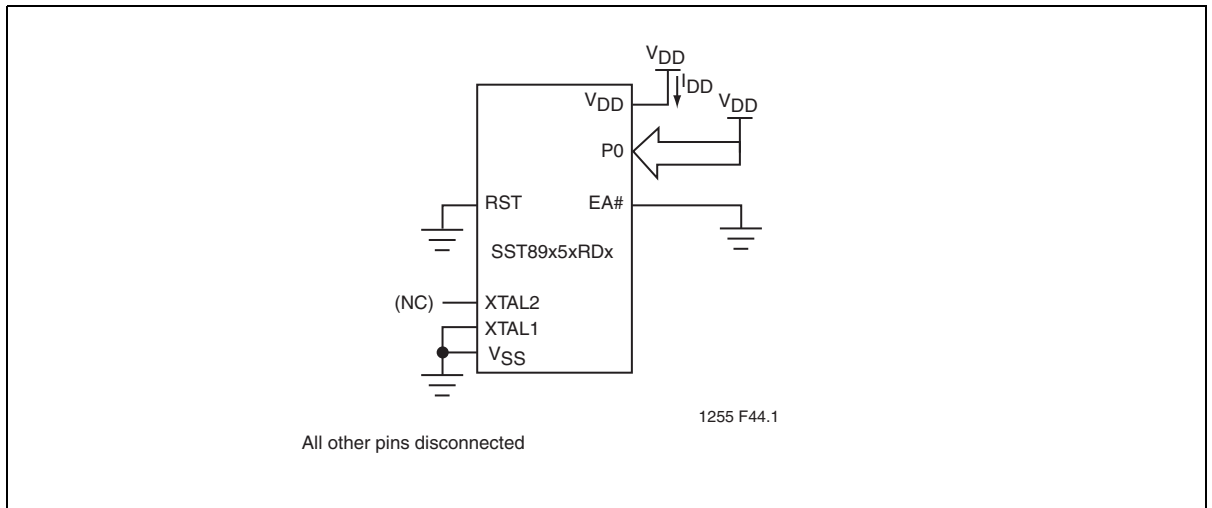 VDD
IDD
VDD
VDD
P0
RST
EA#
SST89x5xRDx
(NC)
XTAL2
XTAL1
VSS
1255 F44.1
All other pins disconnected